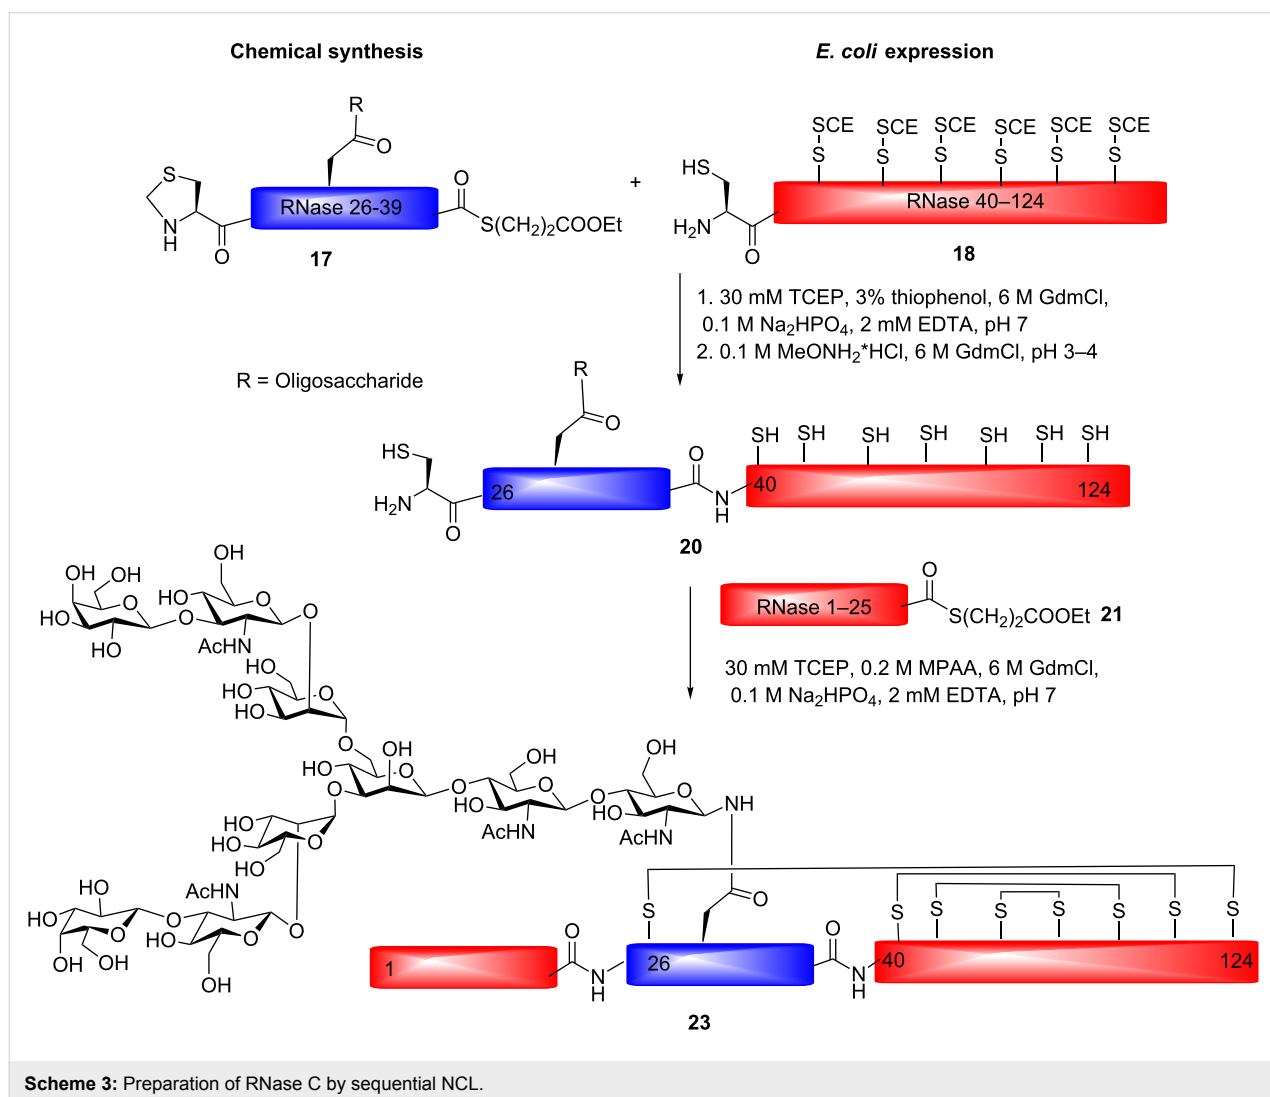 Chemical synthesis
E. coli expression
R
O
S
N
H
O
RNase 26-39
O
S(CH2)2COOEt
17
+
HS
H2N
O
SCE SCE SCE SCE SCE SCE
S S S S S S
RNase 40–124
18
1. 30 mM TCEP, 3% thiophenol, 6 M GdmCl,
0.1 M Na2HPO4, 2 mM EDTA, pH 7
2. 0.1 M MeONH2*HCl, 6 M GdmCl, pH 3–4
R = Oligosaccharide
R
O
HS
H2N
O
26
O
N
H
SH SH SH SH SH SH SH
40
124
20
RNase 1–25
O
S(CH2)2COOEt 21
30 mM TCEP, 0.2 M MPAA, 6 M GdmCl,
0.1 M Na2HPO4, 2 mM EDTA, pH 7
OH
OH OH HO O O
HO O O HO
OH AcHN
HO
HO O
HO
O OH
HO O
O
OH
O O
HO
AcHN
OH
O O
HO
AcHN
NH
HO
HO O
HO
HO AcHN
HO O O
HO O HO O
OH OH
OH
O
S S S S S S S S
1
O
N
H
26
O
N
H
40
124
23
Scheme 3: Preparation of RNase C by sequential NCL.